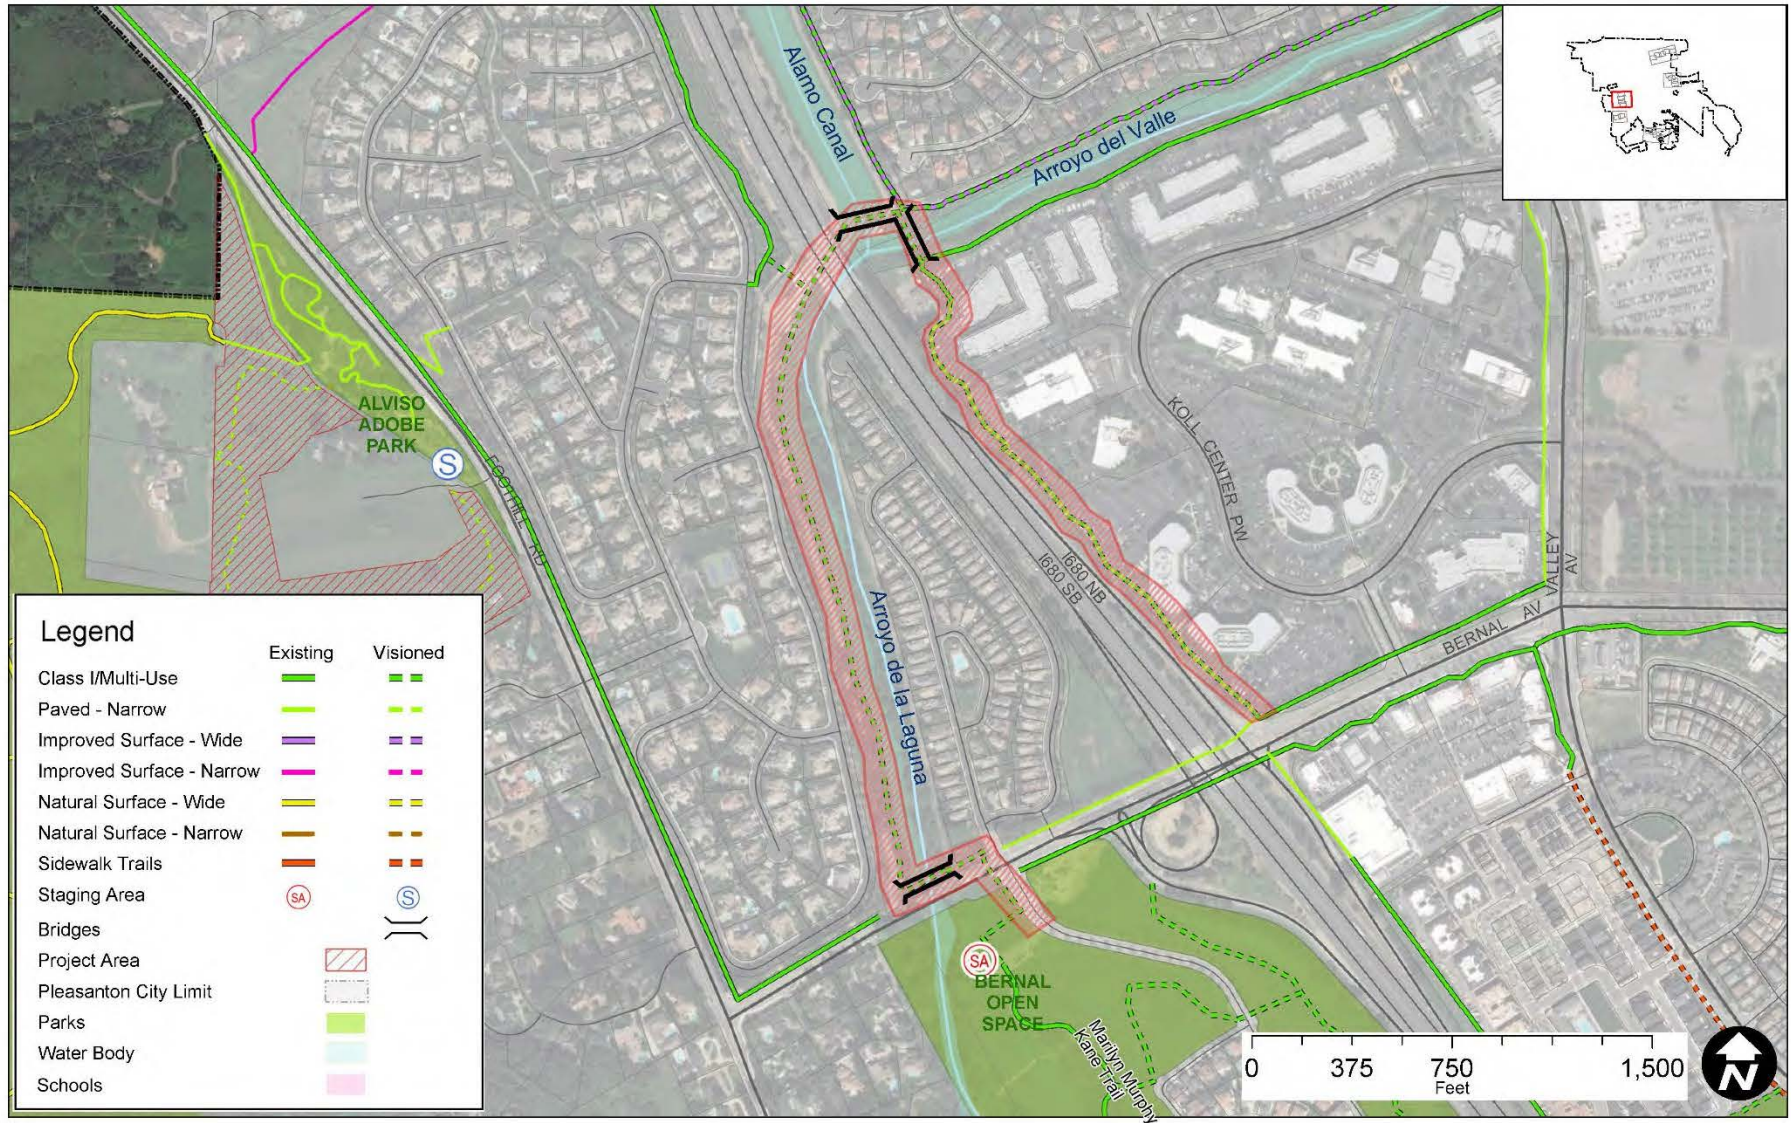 Alamo Canal
Arroyo del Valle
ALVISO
ADOBE
PARK
S
FOOTHILL RD
KOLL CENTER PW
I680 NB
I680 SB
VALLEY
AV
BERNAL AV
Arroyo de la Laguna
SA
BERNAL
OPEN
SPACE
Marilyn Murphy
Kane Trail
Legend
Existing Visioned
Class I/Multi-Use
Paved - Narrow
Improved Surface - Wide
Improved Surface - Narrow
Natural Surface - Wide
Natural Surface - Narrow
Sidewalk Trails
Staging Area SA S
Bridges
Project Area
Pleasanton City Limit
Parks
Water Body
Schools
0 375 750 1,500
Feet
N